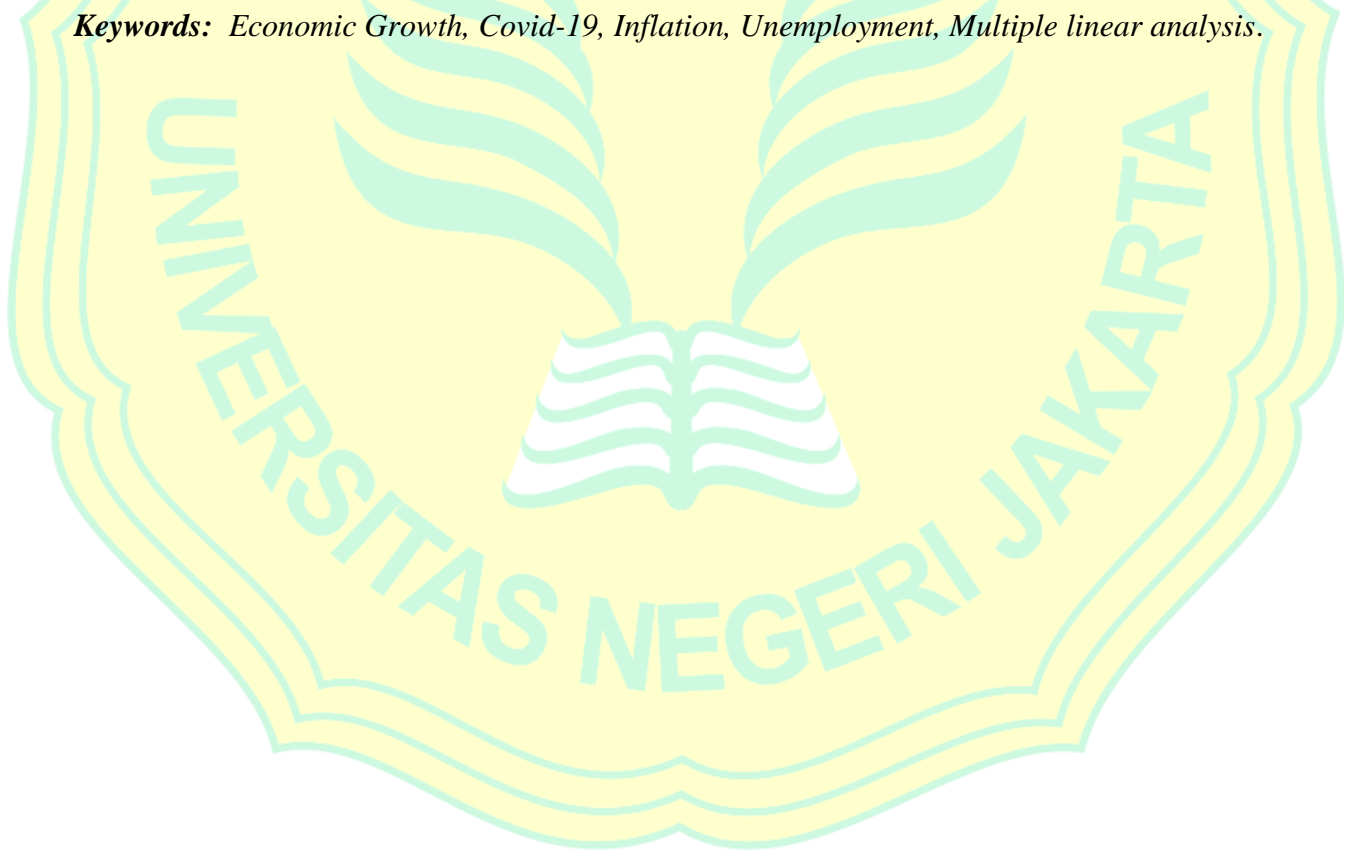 Keywords: Economic Growth, Covid-19, Inflation, Unemployment, Multiple linear analysis.
UNIVERSITAS NEGERI JAKARTA